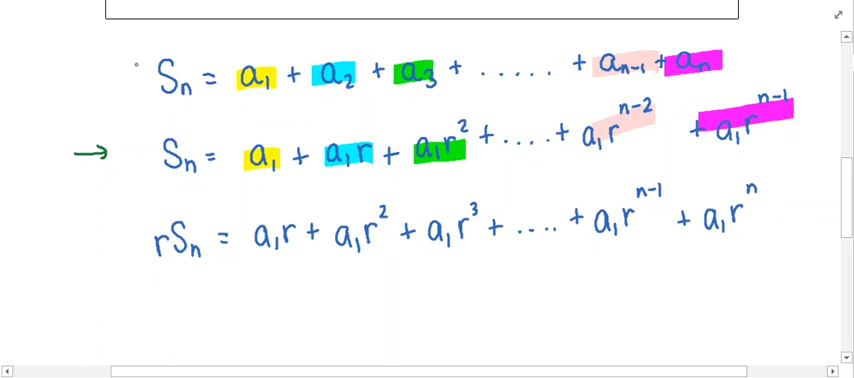 Sₙ = a₁ + a₂ + a₃ + ..... + aₙ₋₁ + aₙ
→ Sₙ = a₁ + a₁r + a₁r² + .... + a₁rⁿ⁻² + a₁rⁿ⁻¹
rSₙ = a₁r + a₁r² + a₁r³ + .... + a₁rⁿ⁻¹ + a₁rⁿ